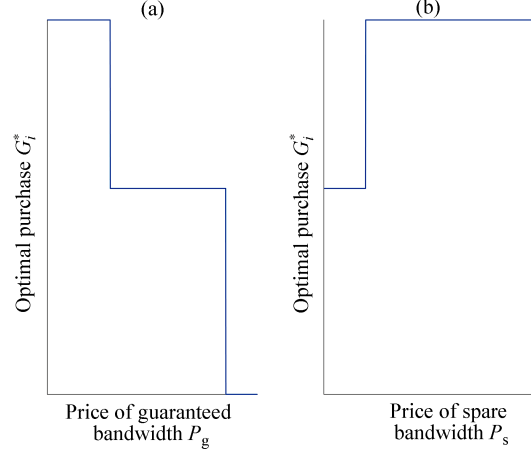 (a)
Optimal purchase G*i
Price of guaranteed
bandwidth Pg
(b)
Optimal purchase G*i
Price of spare
bandwidth Ps